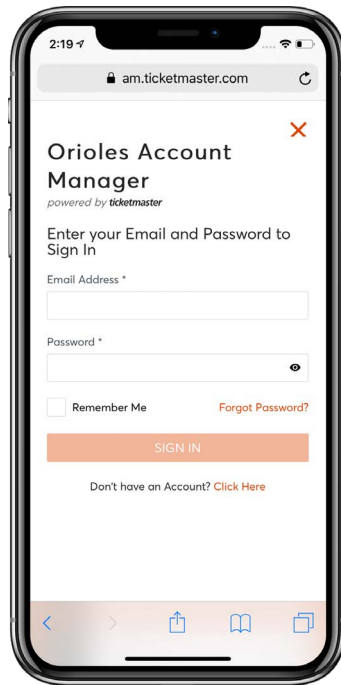 2:19
am.ticketmaster.com
Orioles Account
Manager
powered by ticketmaster
Enter your Email and Password to
Sign In
Email Address *
Password *
Remember Me Forgot Password?
SIGN IN
Don't have an Account? Click Here